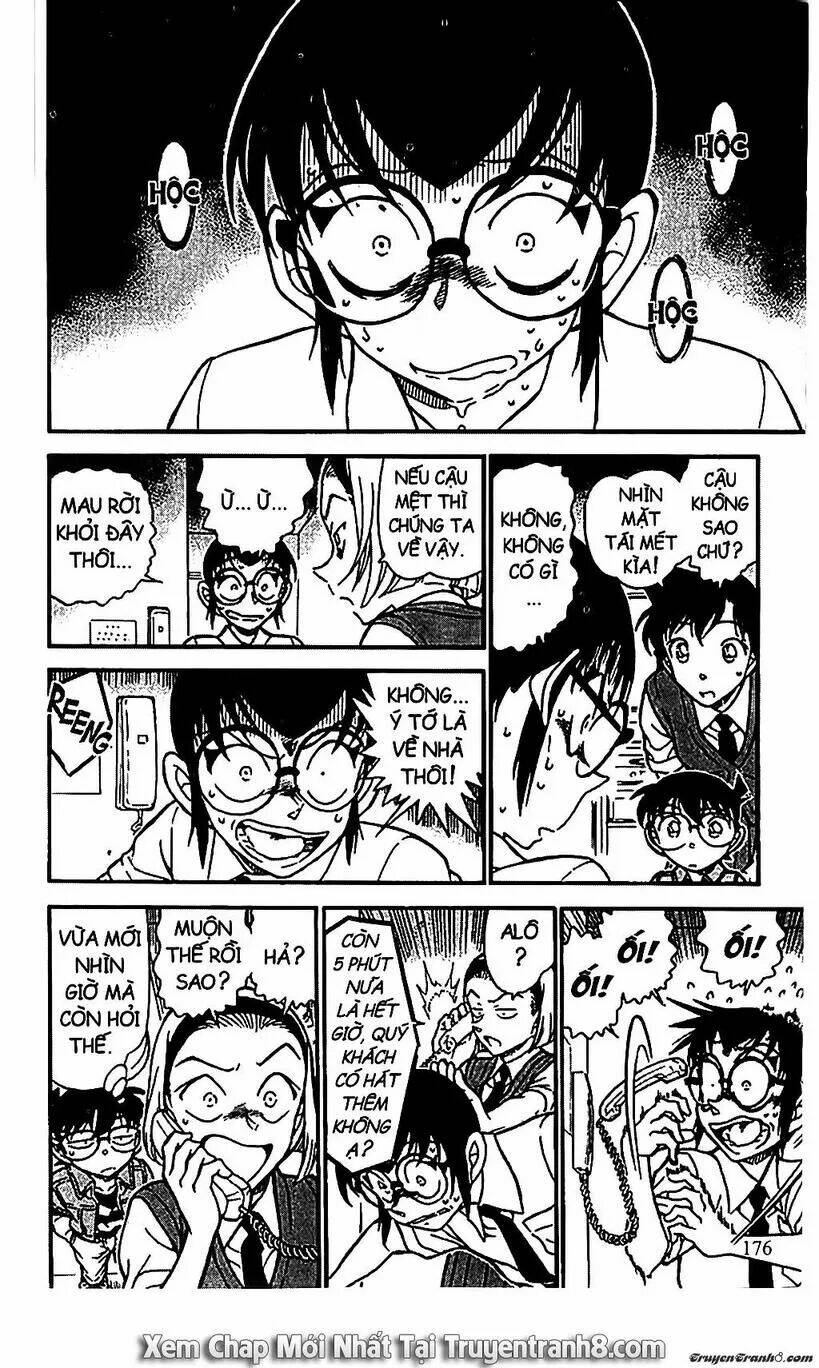 HỘC
HỘC
HỘC
CẬU
KHÔNG
SAO
CHỨ?
NHÌN
MẶT
TÁI MÉT
KÌA!
KHÔNG,
KHÔNG
CÓ GÌ
...
NẾU CẬU
MỆT THÌ
CHÚNG TA
VỀ VẬY.
Ừ... Ừ...
MAU RỜI
KHỎI ĐÂY
THÔI...
KHÔNG...
Ý TỚ LÀ
VỀ NHÀ
THÔI!
REENG
ỐI!
ỐI!
ỐI!
ỐI!
ALÔ
?
CÒN
5 PHÚT
NƯA
LÀ HẾT
GIỜ, QUÝ
KHÁCH
CÓ HÁT
THÊM
KHÔNG
Ạ?
HẢ?
MUỘN
THẾ RỒI
SAO?
VỪA MỚI
NHÌN
GIỜ MÀ
CÒN HỎI
THẾ.
176
Xem Chap Mới Nhất Tại Truyentranh8.com
TruyenTranh8.com